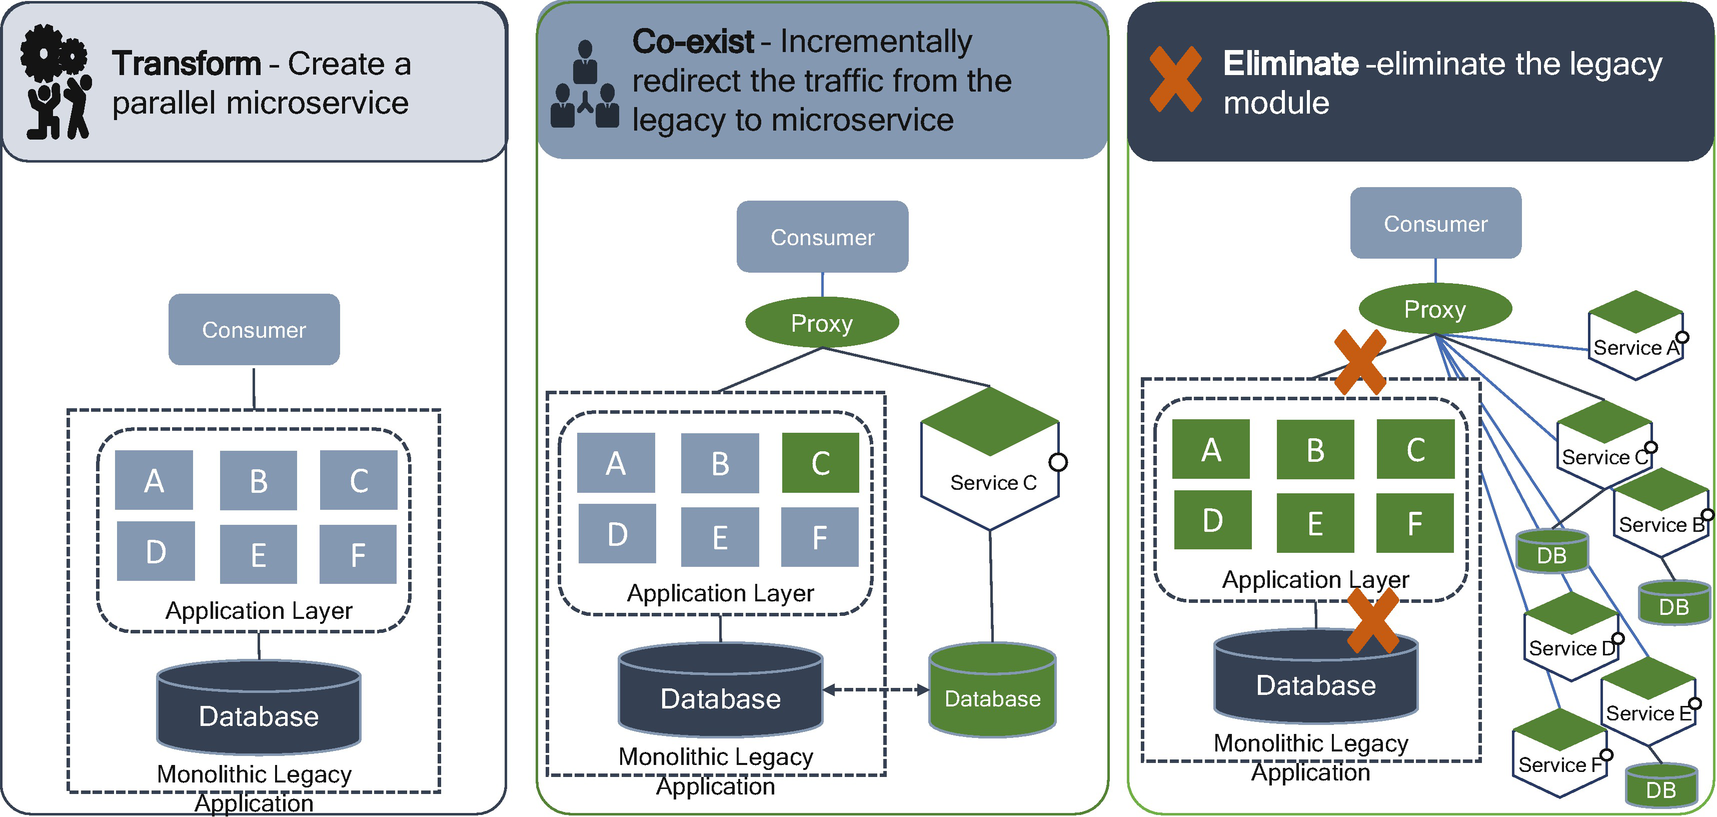 Transform - Create a
parallel microservice
Consumer
A B C
D E F
Application Layer
Database
Monolithic Legacy
Application
Co-exist - Incrementally
redirect the traffic from the
legacy to microservice
Consumer
Proxy
A B C
D E F
Application Layer
Service C
Database
Database
Monolithic Legacy
Application
Eliminate -eliminate the legacy
module
Consumer
Proxy
Service A
A B C
D E F
Application Layer
Service C
Service B
DB
DB
Service D
Database
Service E
Monolithic Legacy
Application
Service F
DB